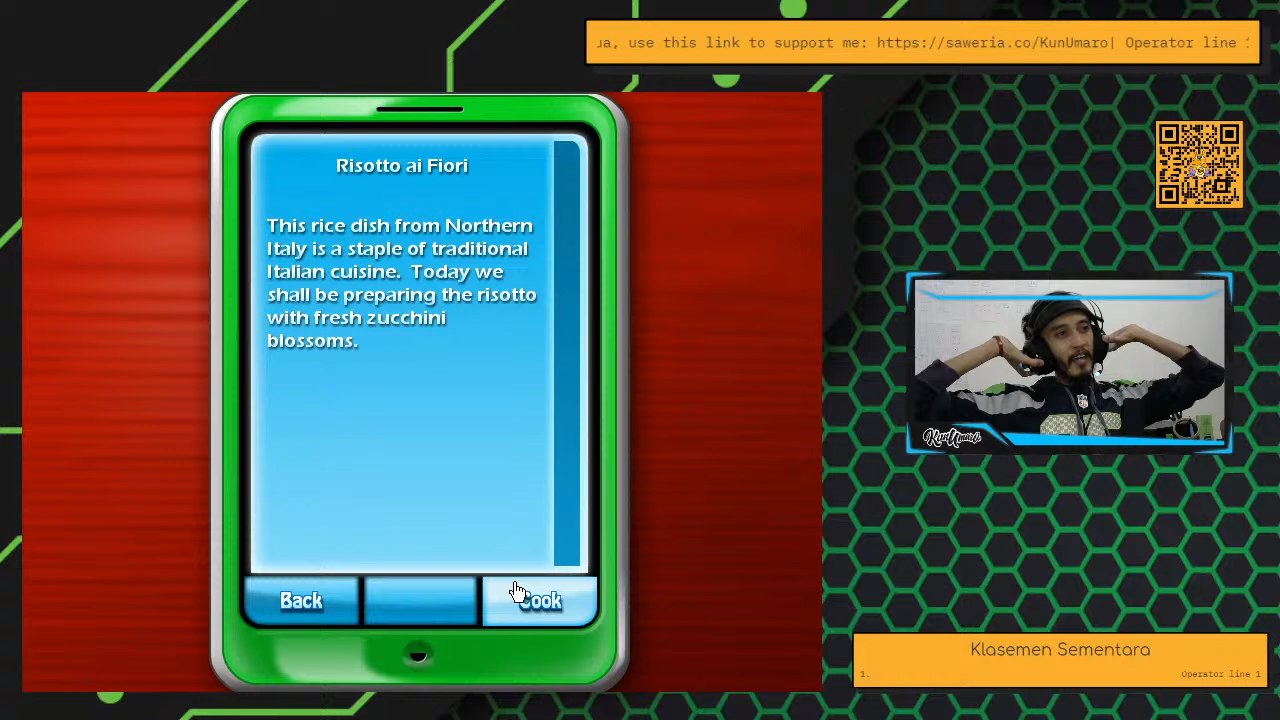 use this link to support me: https://saweria.co/KunUmaro| Operator line
Risotto ai Fiori
This rice dish from Northern
Italy is a staple of traditional
Italian cuisine. Today we
shall be preparing the risotto
with fresh zucchini
blossoms.
Back
Cook
KunUmaro
Klasemen Sementara
1.
Operator line 1